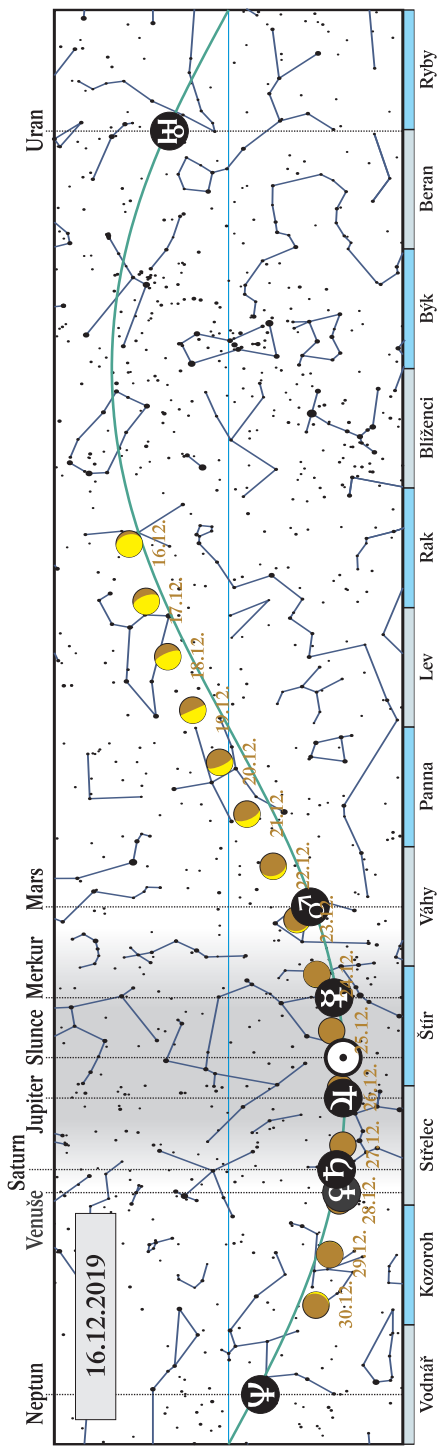 Neptun Venuše Saturn Jupiter Slunce Merkur Mars Uran
16.12.2019
30.12. 29.12. 28.12. 27.12. 26.12. 25.12. 24.12. 23.12. 22.12. 21.12. 20.12. 19.12. 18.12. 17.12. 16.12.
Vodnář Kozoroh Střelec Štír Váhy Panna Lev Rak Blíženci Býk Beran Ryby